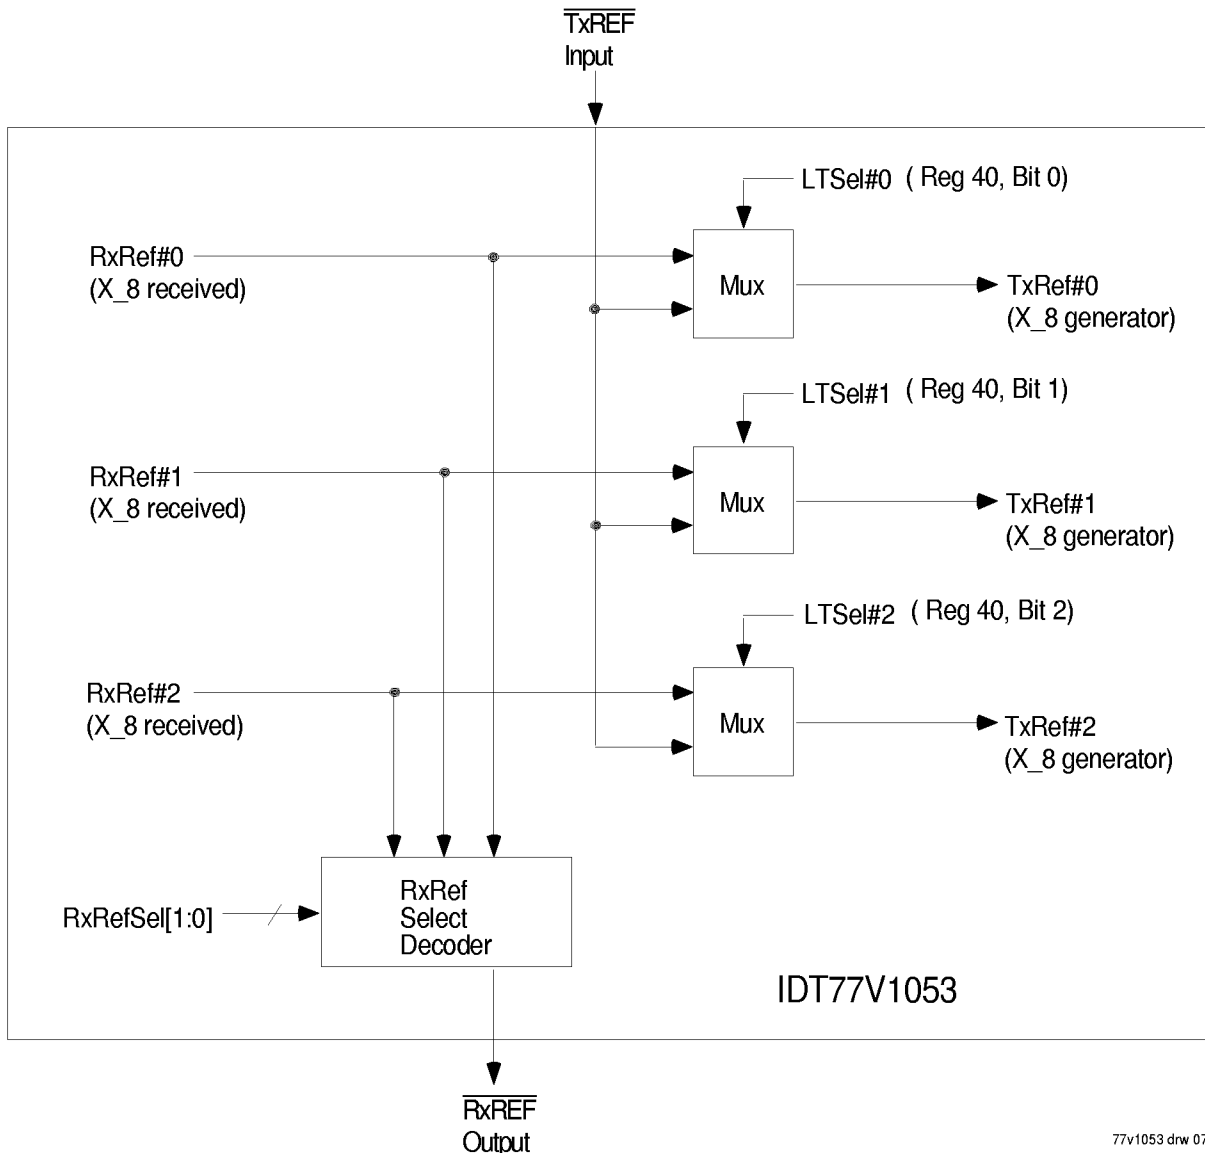 TxREF
Input
LTSel#0 ( Reg 40, Bit 0)
RxRef#0
(X_8 received)
Mux
TxRef#0
(X_8 generator)
LTSel#1 ( Reg 40, Bit 1)
RxRef#1
(X_8 received)
Mux
TxRef#1
(X_8 generator)
LTSel#2 ( Reg 40, Bit 2)
RxRef#2
(X_8 received)
Mux
TxRef#2
(X_8 generator)
RxRefSel[1:0]
RxRef
Select
Decoder
IDT77V1053
RxREF
Output
77v1053 drw 07